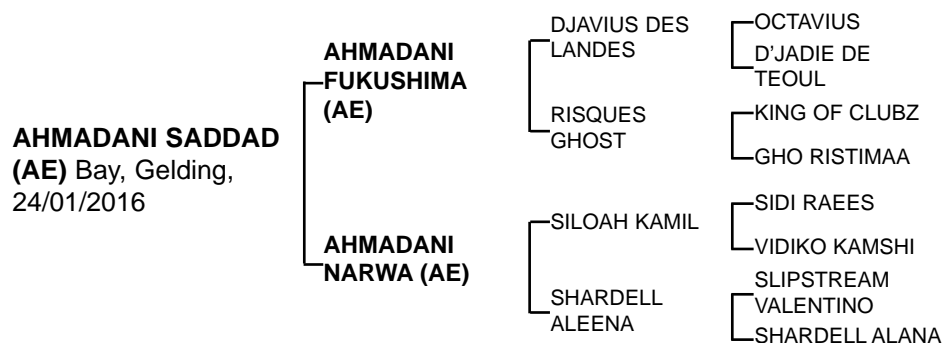 AHMADANI SADDAD
(AE) Bay, Gelding,
24/01/2016
AHMADANI
FUKUSHIMA
(AE)
AHMADANI
NARWA (AE)
DJAVIUS DES
LANDES
RISQUES
GHOST
SILOAH KAMIL
SHARDELL
ALEENA
OCTAVIUS
D'JADIE DE
TEOUL
KING OF CLUBZ
GHO RISTIMAA
SIDI RAEES
VIDIKO KAMSHI
SLIPSTREAM
VALENTINO
SHARDELL ALANA